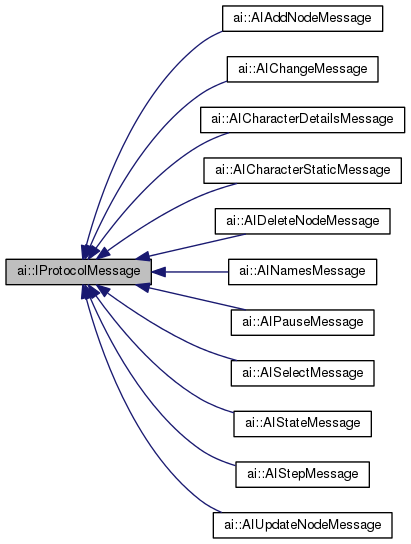 ai::AIAddNodeMessage
ai::AIChangeMessage
ai::AICharacterDetailsMessage
ai::AICharacterStaticMessage
ai::AIDeleteNodeMessage
ai::IProtocolMessage
ai::AINamesMessage
ai::AIPauseMessage
ai::AISelectMessage
ai::AIStateMessage
ai::AIStepMessage
ai::AIUpdateNodeMessage